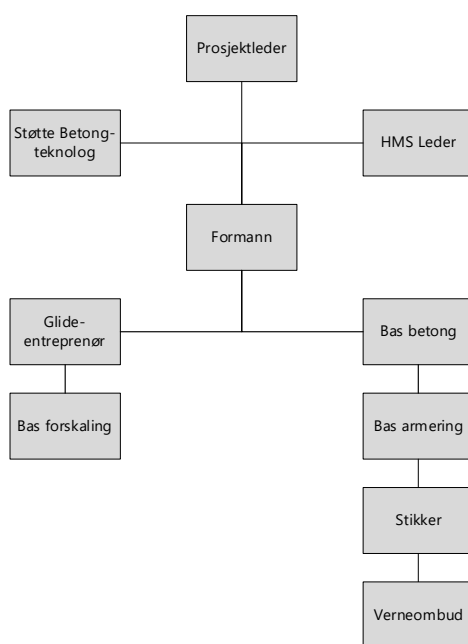 Prosjektleder
Støtte Betong-
teknolog
HMS Leder
Formann
Glide-
entreprenør
Bas betong
Bas forskaling
Bas armering
Stikker
Verneombud